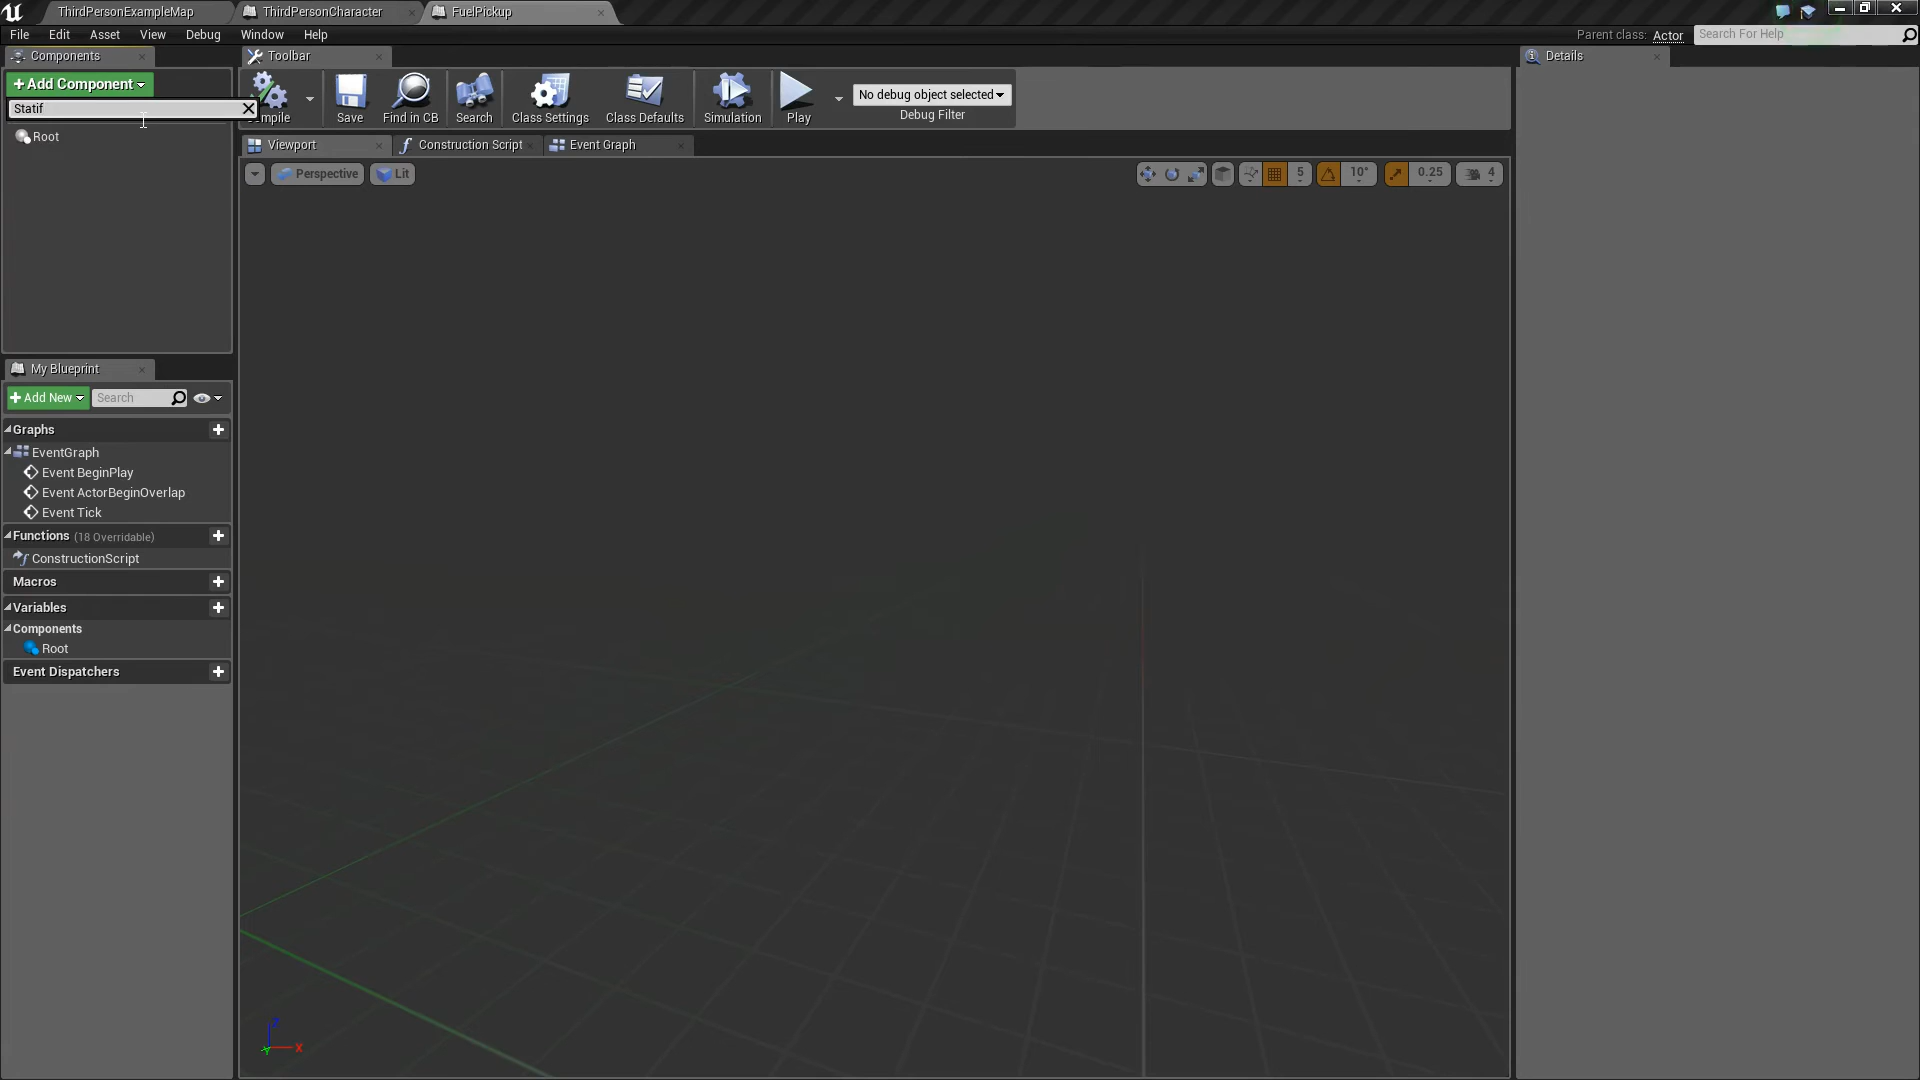 ThirdPersonExampleMap
ThirdPersonCharacter
FuelPickup
File Edit Asset View Debug Window Help
Parent class: Actor
Search For Help
Components
Toolbar
Details
+ Add Component
Statif
mpile
Save
Find in CB
Search
Class Settings
Class Defaults
Simulation
Play
No debug object selected
Debug Filter
Root
Viewport
Construction Script
Event Graph
Perspective
Lit
5
10°
0.25
4
My Blueprint
+ Add New
Search
Graphs
EventGraph
Event BeginPlay
Event ActorBeginOverlap
Event Tick
Functions (18 Overridable)
ConstructionScript
Macros
Variables
Components
Root
Event Dispatchers
Z
X
Y